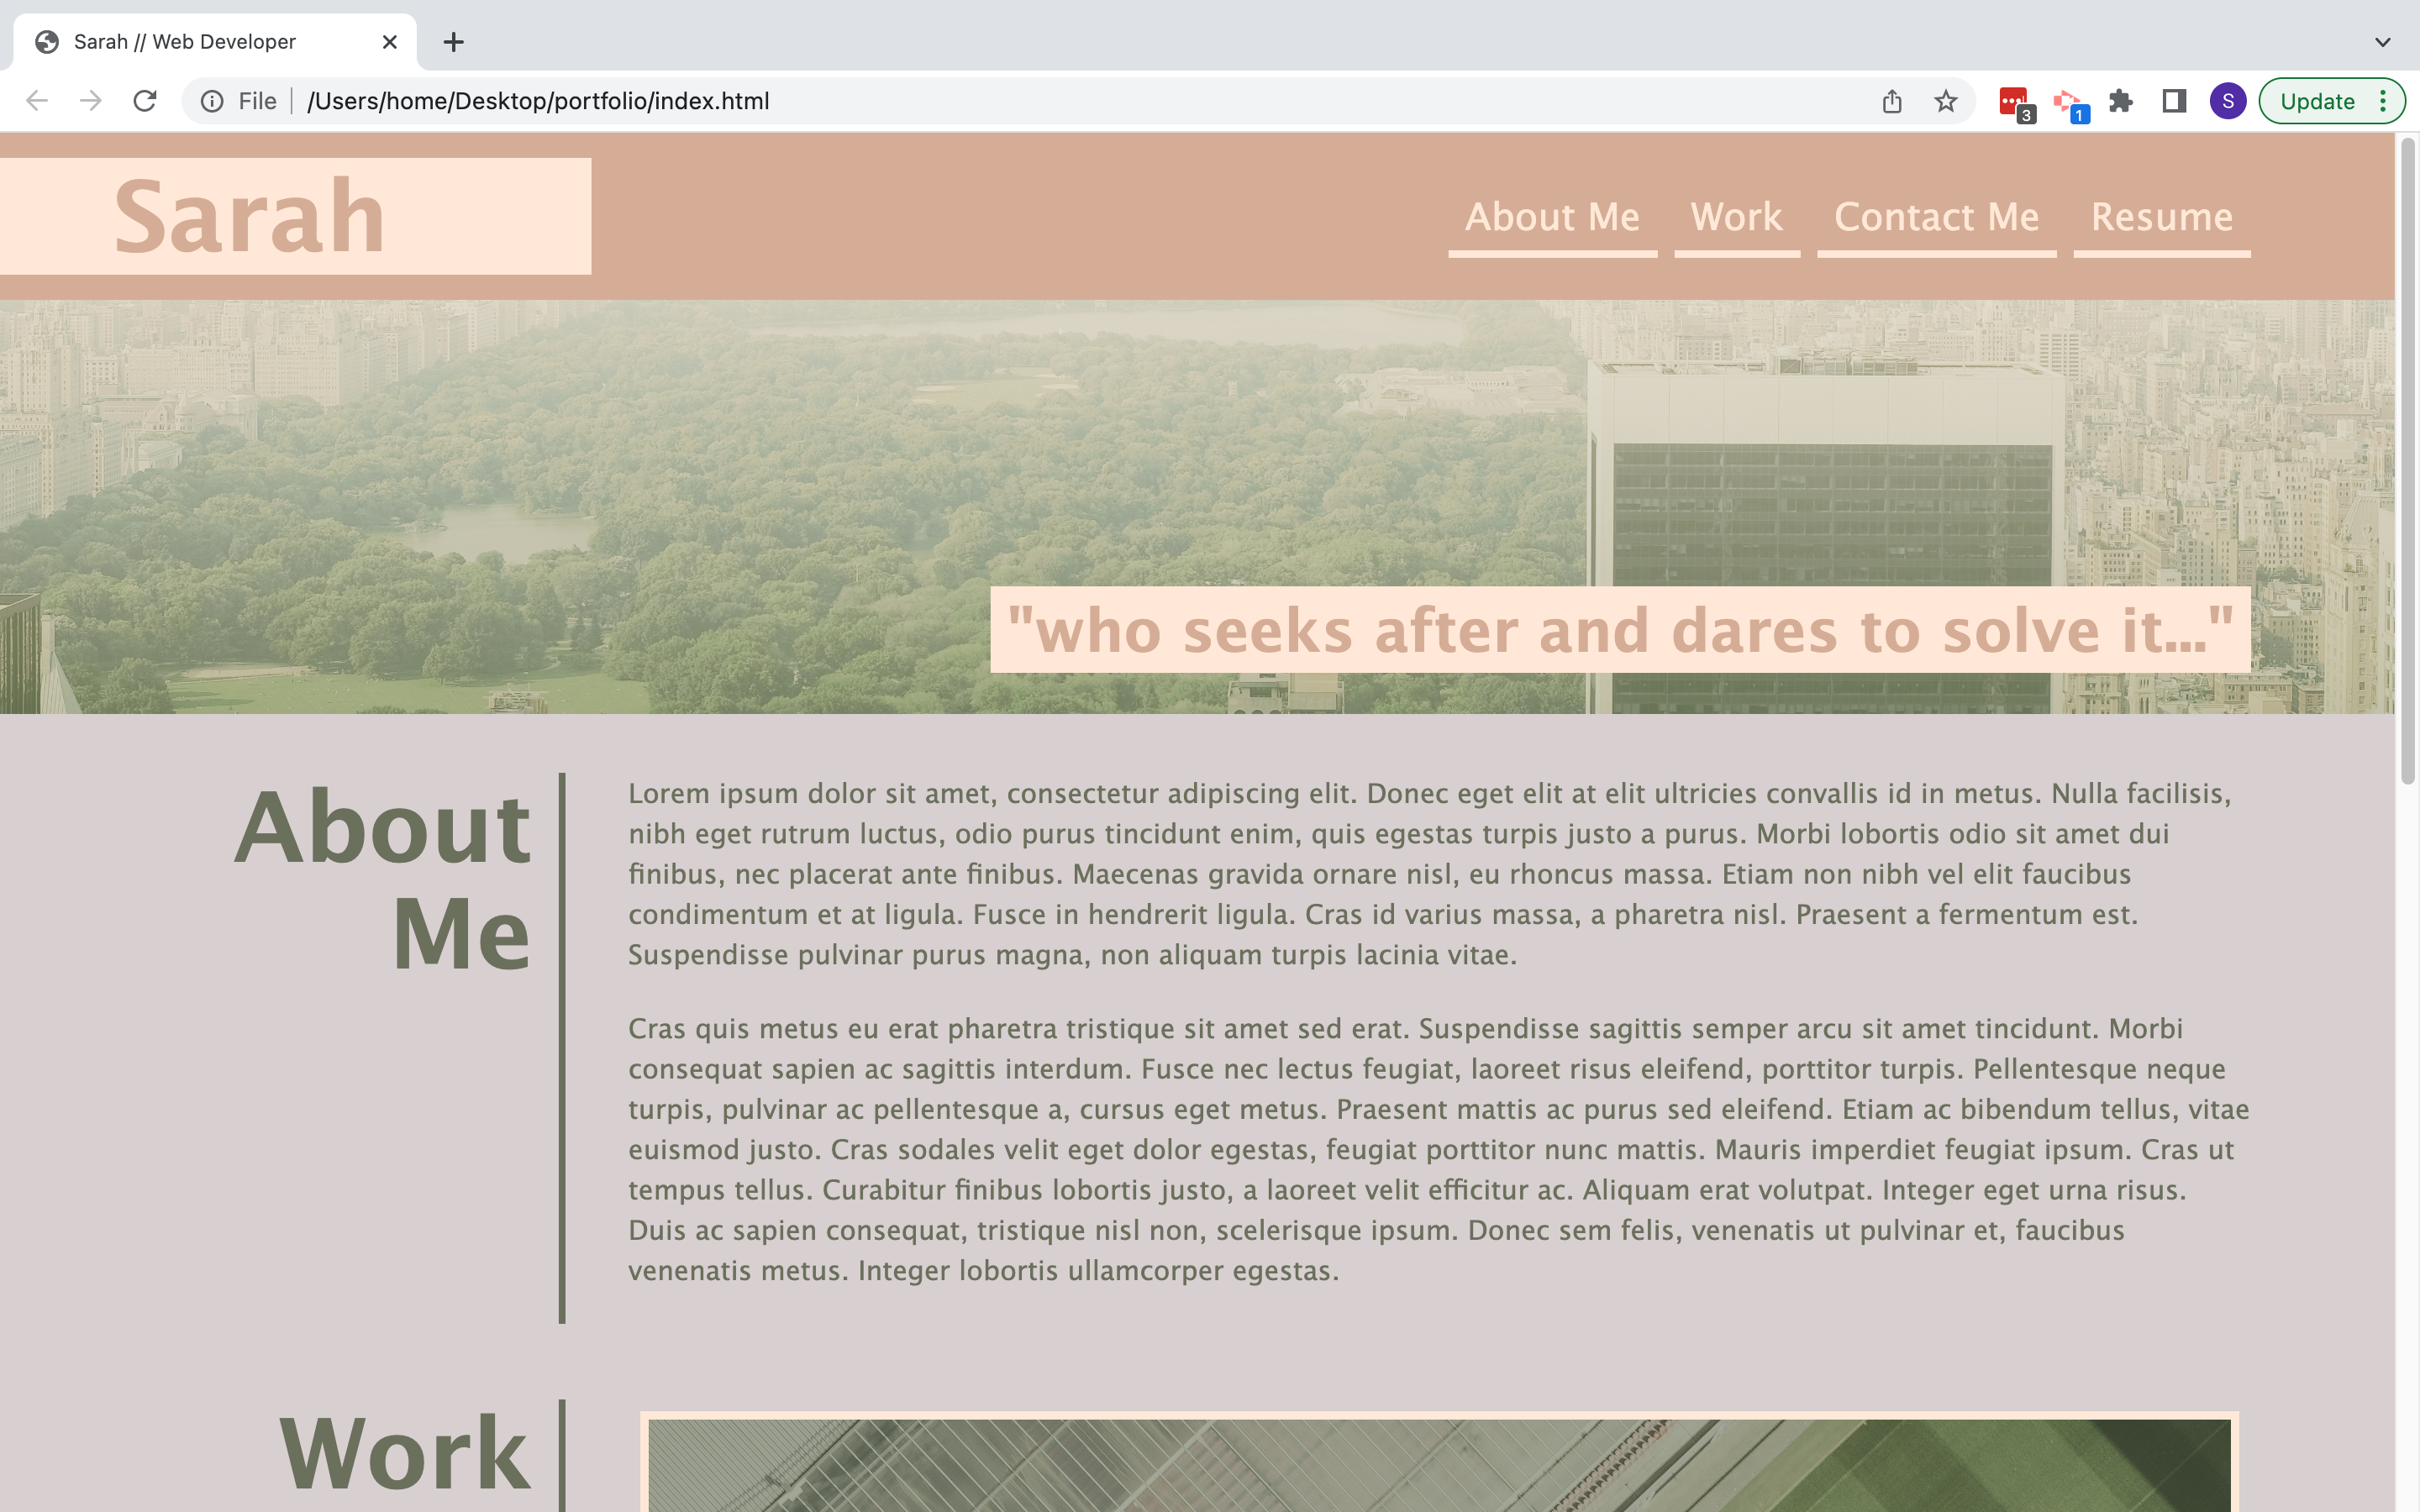 Sarah // Web Developer
File /Users/home/Desktop/portfolio/index.html
3
1
S
Update
Sarah
About Me Work Contact Me Resume
"who seeks after and dares to solve it..."
About
Me
Lorem ipsum dolor sit amet, consectetur adipiscing elit. Donec eget elit at elit ultricies convallis id in metus. Nulla facilisis,
nibh eget rutrum luctus, odio purus tincidunt enim, quis egestas turpis justo a purus. Morbi lobortis odio sit amet dui
finibus, nec placerat ante finibus. Maecenas gravida ornare nisl, eu rhoncus massa. Etiam non nibh vel elit faucibus
condimentum et at ligula. Fusce in hendrerit ligula. Cras id varius massa, a pharetra nisl. Praesent a fermentum est.
Suspendisse pulvinar purus magna, non aliquam turpis lacinia vitae.
Cras quis metus eu erat pharetra tristique sit amet sed erat. Suspendisse sagittis semper arcu sit amet tincidunt. Morbi
consequat sapien ac sagittis interdum. Fusce nec lectus feugiat, laoreet risus eleifend, porttitor turpis. Pellentesque neque
turpis, pulvinar ac pellentesque a, cursus eget metus. Praesent mattis ac purus sed eleifend. Etiam ac bibendum tellus, vitae
euismod justo. Cras sodales velit eget dolor egestas, feugiat porttitor nunc mattis. Mauris imperdiet feugiat ipsum. Cras ut
tempus tellus. Curabitur finibus lobortis justo, a laoreet velit efficitur ac. Aliquam erat volutpat. Integer eget urna risus.
Duis ac sapien consequat, tristique nisl non, scelerisque ipsum. Donec sem felis, venenatis ut pulvinar et, faucibus
venenatis metus. Integer lobortis ullamcorper egestas.
Work